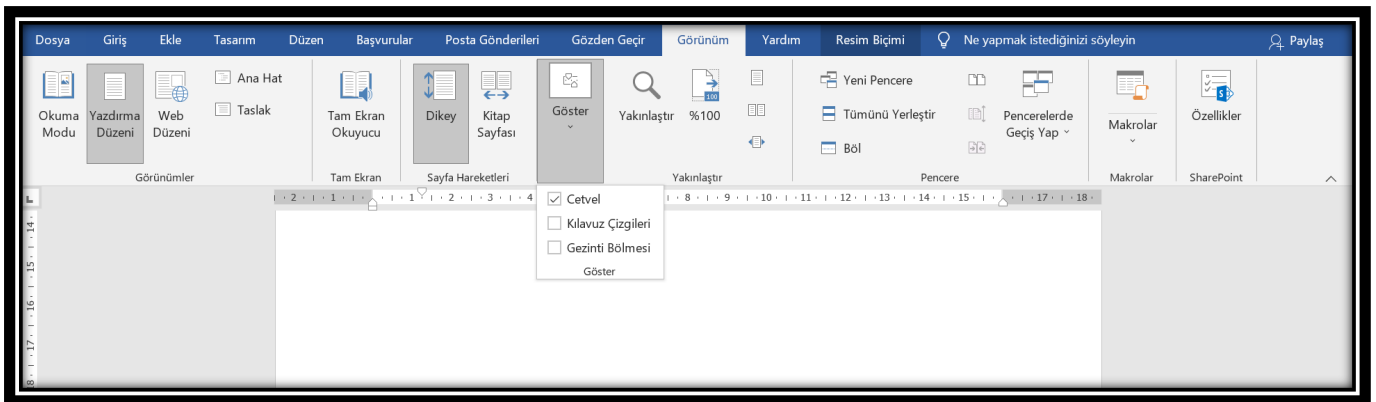 Dosya Giriş Ekle Tasarım Düzen Başvurular Posta Gönderileri Gözden Geçir Görünüm Yardım Resim Biçimi Ne yapmak istediğinizi söyleyin Paylaş
Okuma Modu
Yazdırma Düzeni
Web Düzeni
Ana Hat
Taslak
Görünümler
Tam Ekran Okuyucu
Tam Ekran
Dikey
Kitap Sayfası
Sayfa Hareketleri
Göster
Yakınlaştır
100
%100
Yakınlaştır
Yeni Pencere
Tümünü Yerleştir
Böl
Pencerelerde Geçiş Yap
Pencere
Makrolar
Makrolar
Özellikler
SharePoint
2 1 1 2 3 4 8 9 10 11 12 13 14 15 17 18
Cetvel
Kılavuz Çizgileri
Gezinti Bölmesi
Göster
14
15
16
17
18